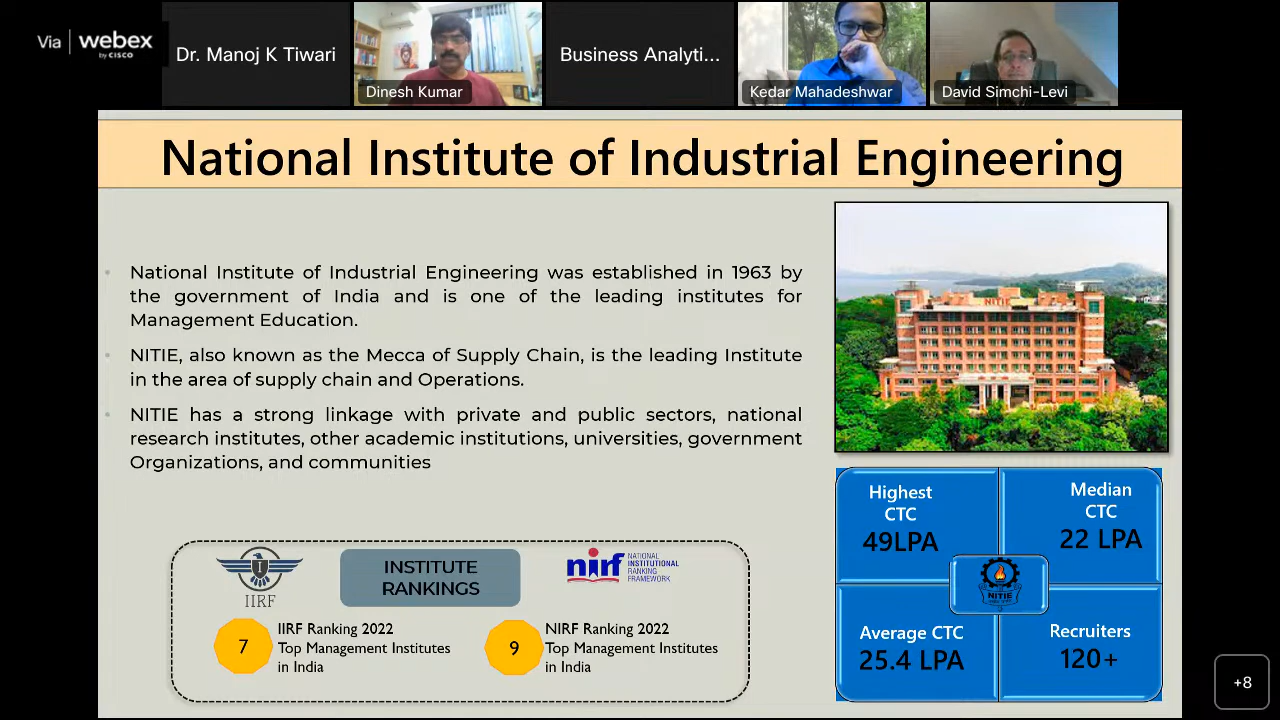 Via webex
by CISCO
Dr. Manoj K Tiwari
Dinesh Kumar
Business Analyti...
Kedar Mahadeshwar
David Simchi-Levi
National Institute of Industrial Engineering
National Institute of Industrial Engineering was established in 1963 by
the government of India and is one of the leading institutes for
Management Education.
NITIE, also known as the Mecca of Supply Chain, is the leading Institute
in the area of supply chain and Operations.
NITIE has a strong linkage with private and public sectors, national
research institutes, other academic institutions, universities, government
Organizations, and communities
NITIE
IIRF
INSTITUTE
RANKINGS
nirf
NATIONAL
INSTITUTIONAL
RANKING
FRAMEWORK
7
IIRF Ranking 2022
Top Management Institutes
in India
9
NIRF Ranking 2022
Top Management Institutes
in India
Highest
CTC
49LPA
Median
CTC
22 LPA
NITIE
Average CTC
25.4 LPA
Recruiters
120+
+8